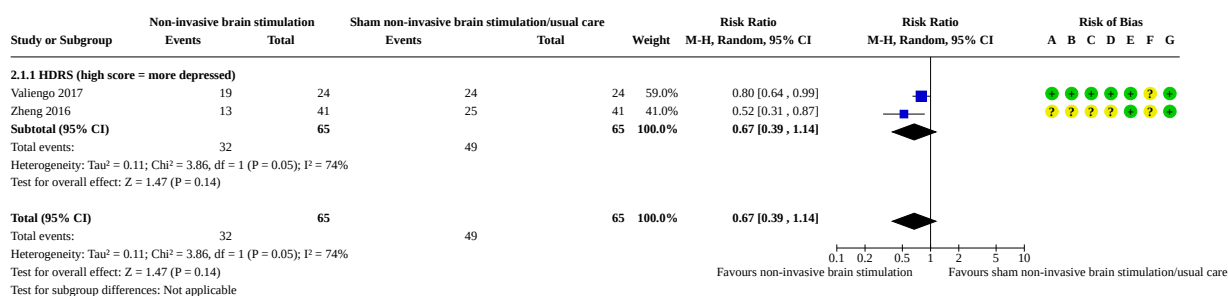 Non-invasive brain stimulation Sham non-invasive brain stimulation/usual care Risk Ratio Risk Ratio Risk of Bias
Study or Subgroup Events Total Events Total Weight M-H, Random, 95% CI M-H, Random, 95% CI A B C D E F G
2.1.1 HDRS (high score = more depressed)
Valiengo 2017 19 24 24 24 59.0% 0.80 [0.64 , 0.99] + + + + + ? +
Zheng 2016 13 41 25 41 41.0% 0.52 [0.31 , 0.87] ? ? ? ? + ? +
Subtotal (95% CI) 65 65 100.0% 0.67 [0.39 , 1.14]
Total events: 32 49
Heterogeneity: Tau² = 0.11; Chi² = 3.86, df = 1 (P = 0.05); I² = 74%
Test for overall effect: Z = 1.47 (P = 0.14)
Total (95% CI) 65 65 100.0% 0.67 [0.39 , 1.14]
Total events: 32 49
Heterogeneity: Tau² = 0.11; Chi² = 3.86, df = 1 (P = 0.05); I² = 74%
0.1 0.2 0.5 1 2 5 10
Test for overall effect: Z = 1.47 (P = 0.14) Favours non-invasive brain stimulation Favours sham non-invasive brain stimulation/usual care
Test for subgroup differences: Not applicable